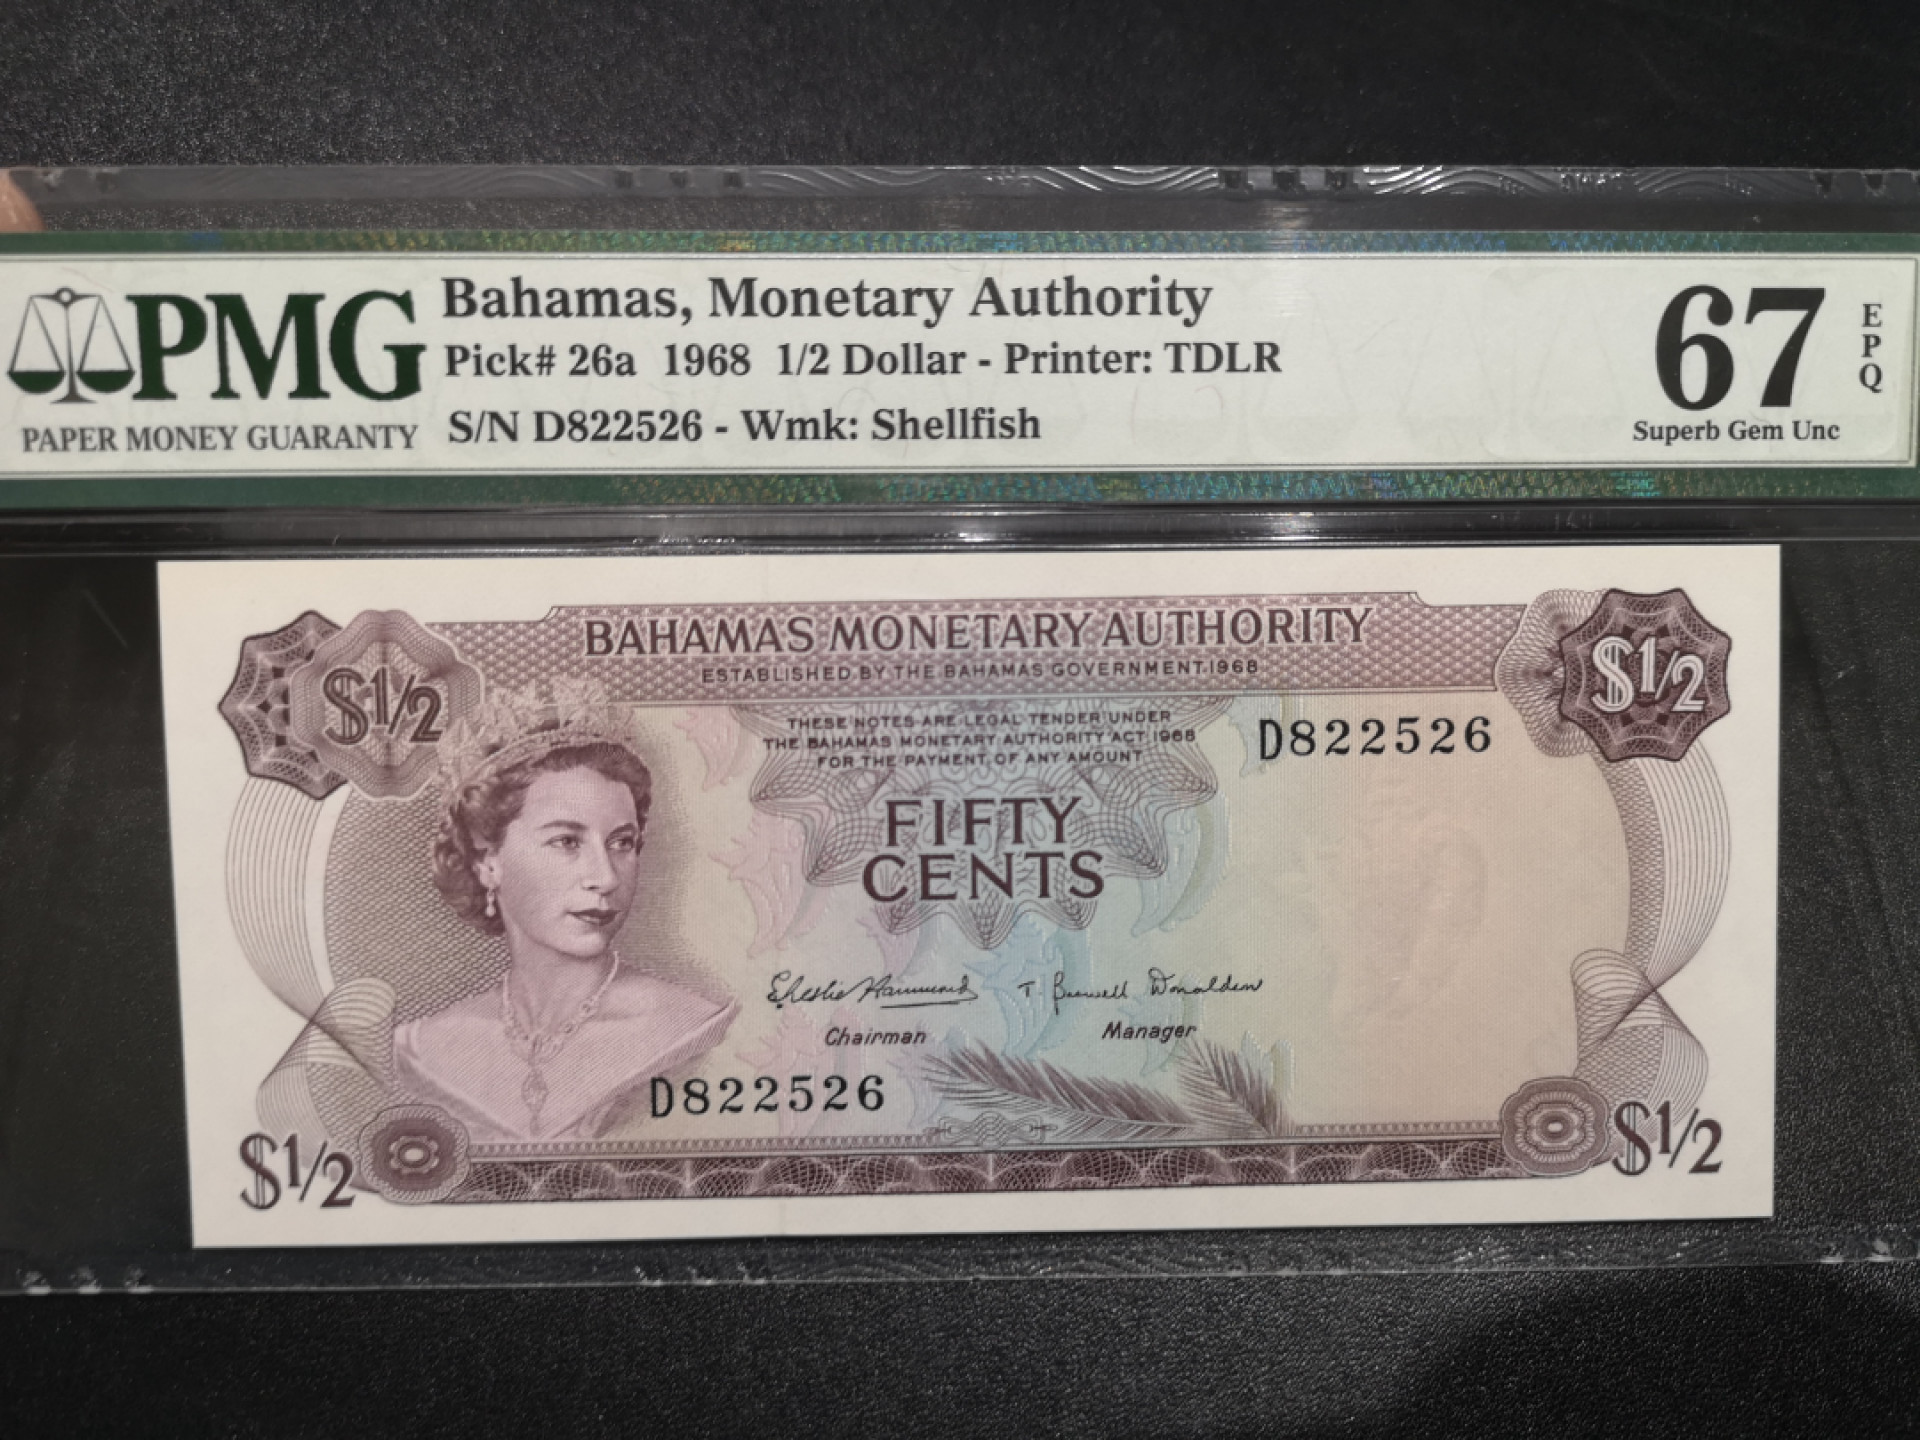 PMG
PAPER MONEY GUARANTY
Bahamas, Monetary Authority
Pick# 26a 1968 1/2 Dollar - Printer: TDLR
S/N D822526 - Wmk: Shellfish
67
EPQ
Superb Gem Unc
BAHAMAS MONETARY AUTHORITY
ESTABLISHED BY THE BAHAMAS GOVERNMENT 1968
$1/2
$1/2
THESE NOTES ARE LEGAL TENDER UNDER
THE BAHAMAS MONETARY AUTHORITY ACT 1968
FOR THE PAYMENT OF ANY AMOUNT
D822526
FIFTY
CENTS
Chairman
Manager
D822526
$1/2
$1/2